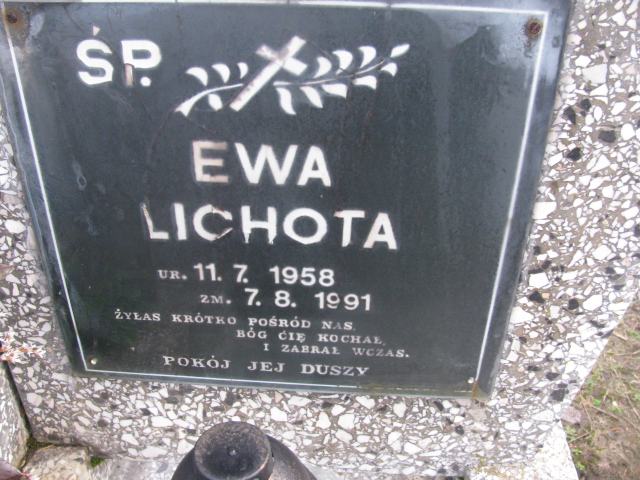 ŚP.
EWA
LICHOTA
UR. 11. 7. 1958
ZM. 7. 8. 1991
ŻYŁAS KRÓTKO POŚRÓD NAS.
BÓG CIĘ KOCHAŁ,
I ZABRAŁ WCZAS.
POKÓJ JEJ DUSZY